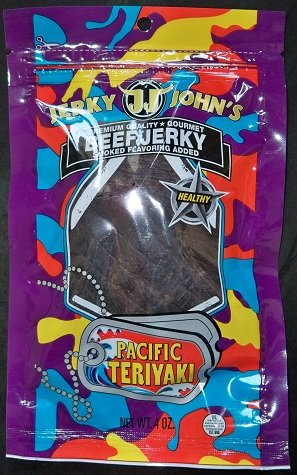 JERKY JJ JOHN'S
PREMIUM QUALITY ★ GOURMET
BEEF JERKY
SMOKED FLAVORING ADDED
HEALTHY
PACIFIC
TERIYAKI
NET WT. 4 OZ.